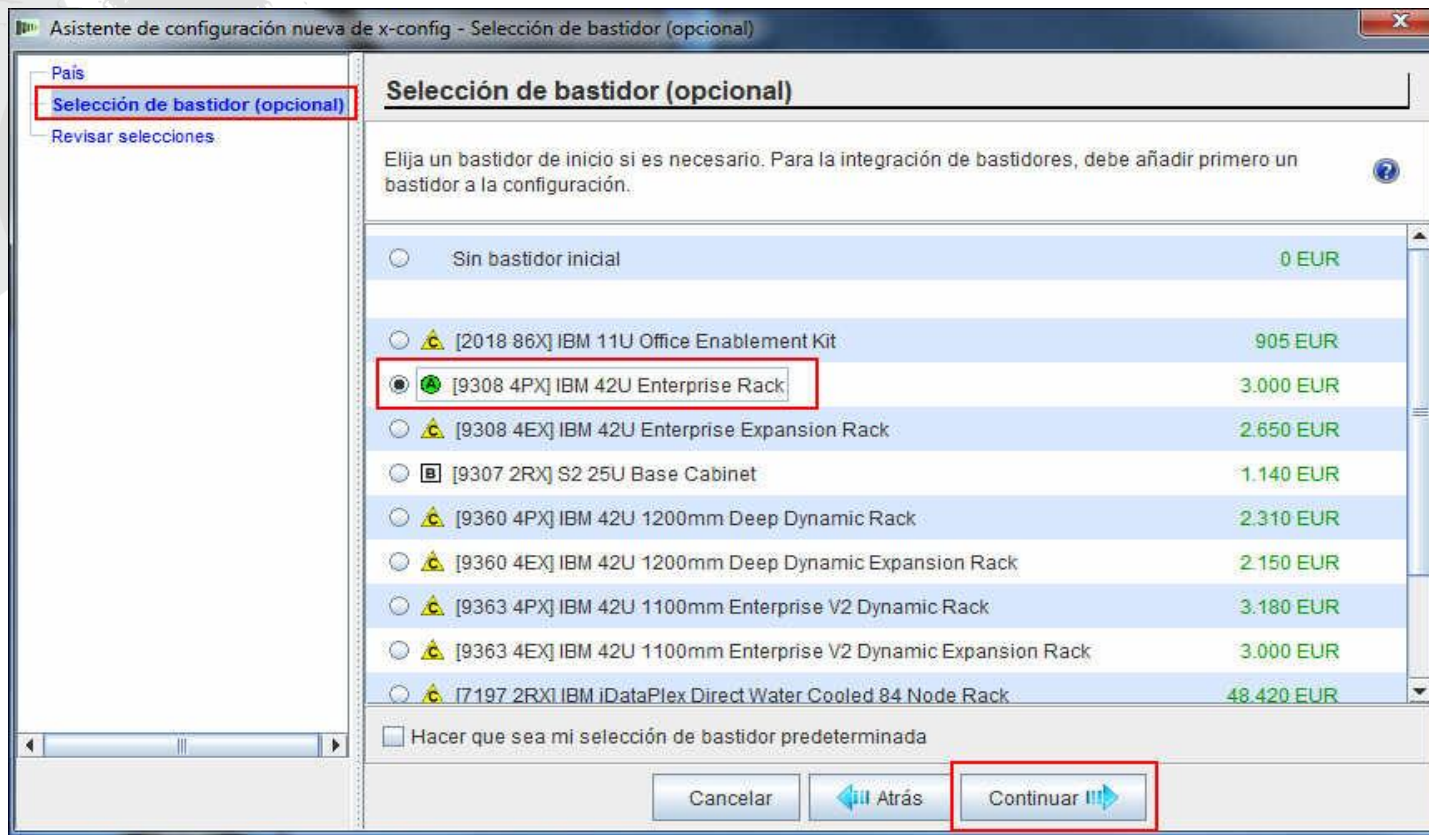 Asistente de configuración nueva de x-config - Selección de bastidor (opcional)
País
Selección de bastidor (opcional)
Revisar selecciones
Selección de bastidor (opcional)
Elija un bastidor de inicio si es necesario. Para la integración de bastidores, debe añadir primero un
bastidor a la configuración.
Sin bastidor inicial 0 EUR
C [2018 86X] IBM 11U Office Enablement Kit 905 EUR
A [9308 4PX] IBM 42U Enterprise Rack 3.000 EUR
C [9308 4EX] IBM 42U Enterprise Expansion Rack 2.650 EUR
B [9307 2RX] S2 25U Base Cabinet 1.140 EUR
C [9360 4PX] IBM 42U 1200mm Deep Dynamic Rack 2.310 EUR
C [9360 4EX] IBM 42U 1200mm Deep Dynamic Expansion Rack 2.150 EUR
C [9363 4PX] IBM 42U 1100mm Enterprise V2 Dynamic Rack 3.180 EUR
C [9363 4EX] IBM 42U 1100mm Enterprise V2 Dynamic Expansion Rack 3.000 EUR
C [7197 2RX] IBM iDataPlex Direct Water Cooled 84 Node Rack 48.420 EUR
Hacer que sea mi selección de bastidor predeterminada
Cancelar Atrás Continuar